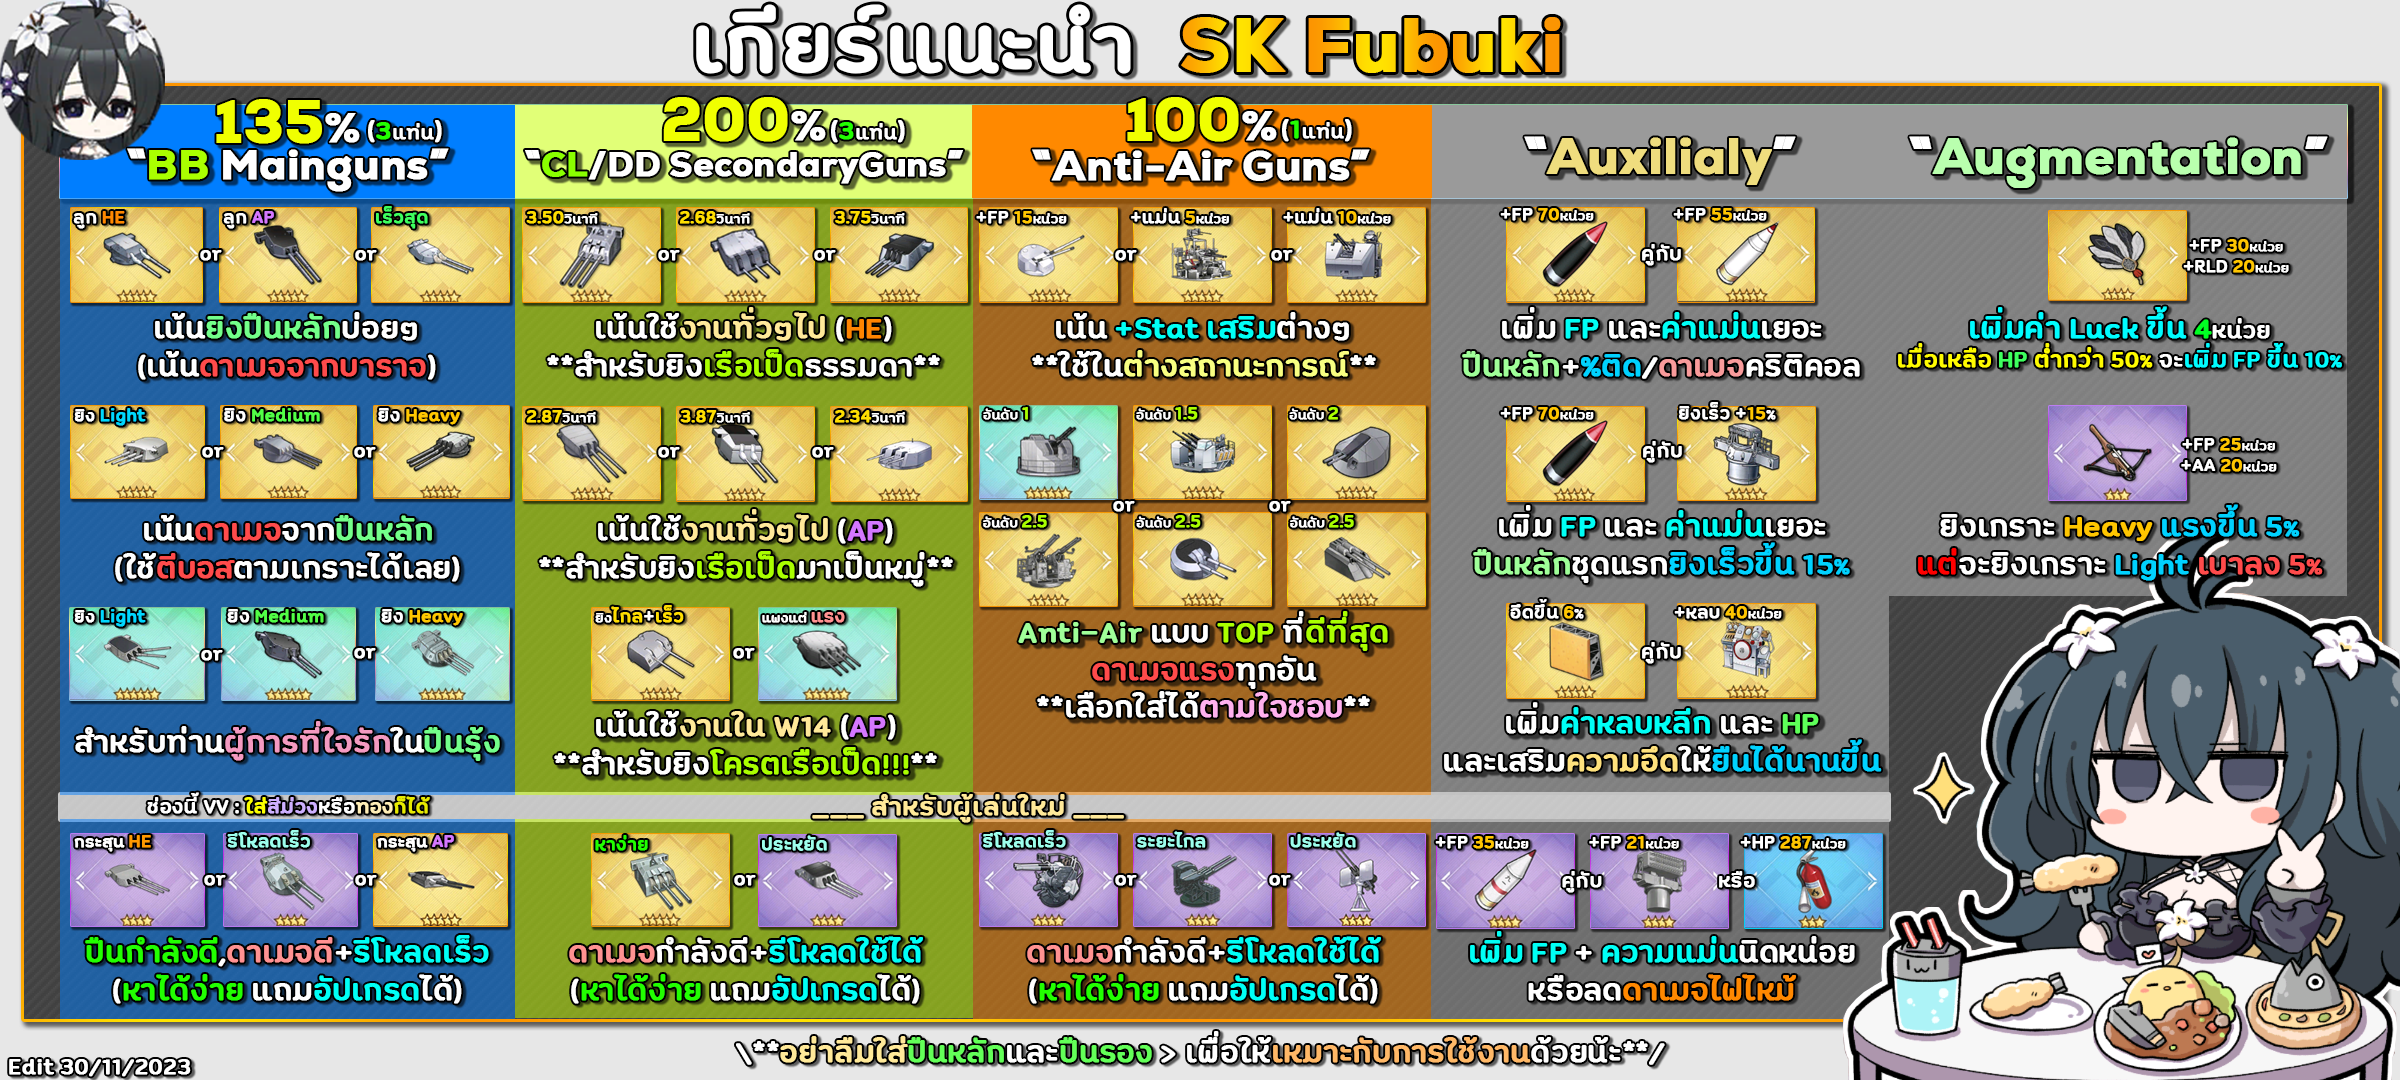 เกียร์แนะนำ SK Fubuki
135% (3แท่น)
"BB Mainguns"
ลูก HE
or
ลูก AP
or
เร็วสุด
เน้นยิงปืนหลักบ่อยๆ
(เน้นดาเมจจากบาราจ)
ยิง Light
or
ยิง Medium
or
ยิง Heavy
เน้นดาเมจจากปืนหลัก
(ใช้ตีบอสตามเกราะได้เลย)
ยิง Light
or
ยิง Medium
or
ยิง Heavy
สำหรับท่านผู้การที่ใจรักในปืนรุ้ง
200%(3แท่น)
"CL/DD SecondaryGuns"
3.50วินาที
or
2.68วินาที
or
3.75วินาที
เน้นใช้งานทั่วๆไป (HE)
**สำหรับยิงเรือเป็ดธรรมดา**
2.87วินาที
or
3.87วินาที
or
2.34วินาที
เน้นใช้งานทั่วๆไป (AP)
**สำหรับยิงเรือเป็ดมาเป็นหมู่**
ยิงไกล+เร็ว
or
แพงแต่ แรง
เน้นใช้งานใน W14 (AP)
**สำหรับยิงโครตเรือเป็ด!!!**
100%(1แท่น)
"Anti-Air Guns"
+FP 15หน่วย
or
+แม่น 5หน่วย
or
+แม่น 10หน่วย
เน้น +Stat เสริมต่างๆ
**ใช้ในต่างสถานะการณ์**
อันดับ 1
อันดับ 1.5
อันดับ 2
or
or
อันดับ 2.5
อันดับ 2.5
อันดับ 2.5
Anti-Air แบบ TOP ที่ดีที่สุด
ดาเมจแรงทุกอัน
**เลือกใส่ได้ตามใจชอบ**
"Auxilialy"
+FP 70หน่วย
คู่กับ
+FP 55หน่วย
เพิ่ม FP และค่าแม่นเยอะ
ปืนหลัก+%ติด/ดาเมจคริติคอล
+FP 70หน่วย
คู่กับ
ยิงเร็ว +15%
เพิ่ม FP และ ค่าแม่นเยอะ
ปืนหลักชุดแรกยิงเร็วขึ้น 15%
อึดขึ้น 6%
คู่กับ
+หลบ 40หน่วย
เพิ่มค่าหลบหลีก และ HP
และเสริมความอึดให้ยืนได้นานขึ้น
"Augmentation"
+FP 30หน่วย
+RLD 20หน่วย
เพิ่มค่า Luck ขึ้น 4หน่วย
เมื่อเหลือ HP ต่ำกว่า 50% จะเพิ่ม FP ขึ้น 10%
+FP 25หน่วย
+AA 20หน่วย
ยิงเกราะ Heavy แรงขึ้น 5%
แต่จะยิงเกราะ Light เบาลง 5%
ช่องนี้ VV : ใส่สีม่วงหรือทองก็ได้
___ สำหรับผู้เล่นใหม่ ___
กระสุน HE
or
รีโหลดเร็ว
or
กระสุน AP
ปืนกำลังดี,ดาเมจดี+รีโหลดเร็ว
(หาได้ง่าย แถมอัปเกรดได้)
หาง่าย
or
ประหยัด
ดาเมจกำลังดี+รีโหลดใช้ได้
(หาได้ง่าย แถมอัปเกรดได้)
รีโหลดเร็ว
or
ระยะไกล
or
ประหยัด
ดาเมจกำลังดี+รีโหลดใช้ได้
(หาได้ง่าย แถมอัปเกรดได้)
+FP 35หน่วย
คู่กับ
+FP 21หน่วย
หรือ
+HP 287หน่วย
เพิ่ม FP + ความแม่นนิดหน่อย
หรือลดดาเมจไฟไหม้
\**อย่าลืมใส่ปืนหลักและปืนรอง > เพื่อให้เหมาะกับการใช้งานด้วยน้ะ**/
Edit 30/11/2023